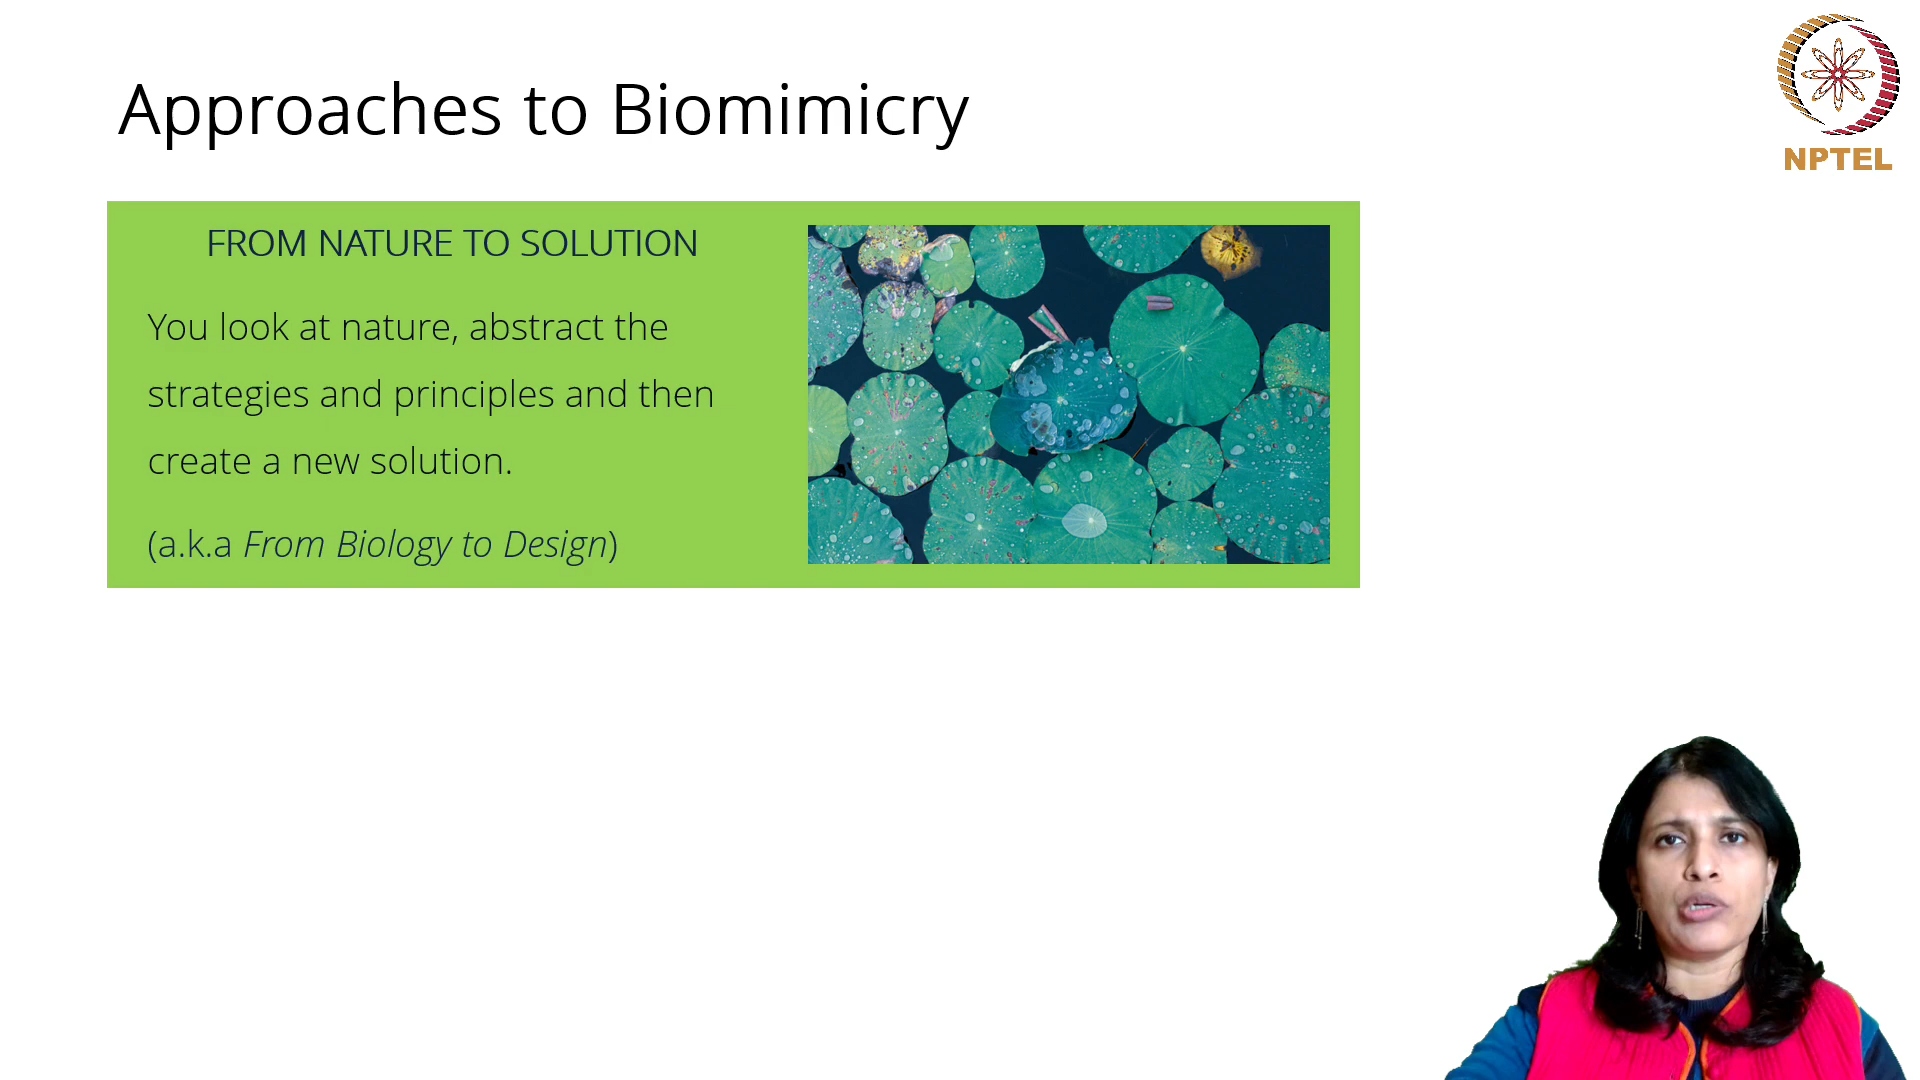 Approaches to Biomimicry
NPTEL
FROM NATURE TO SOLUTION
You look at nature, abstract the
strategies and principles and then
create a new solution.
(a.k.a From Biology to Design)